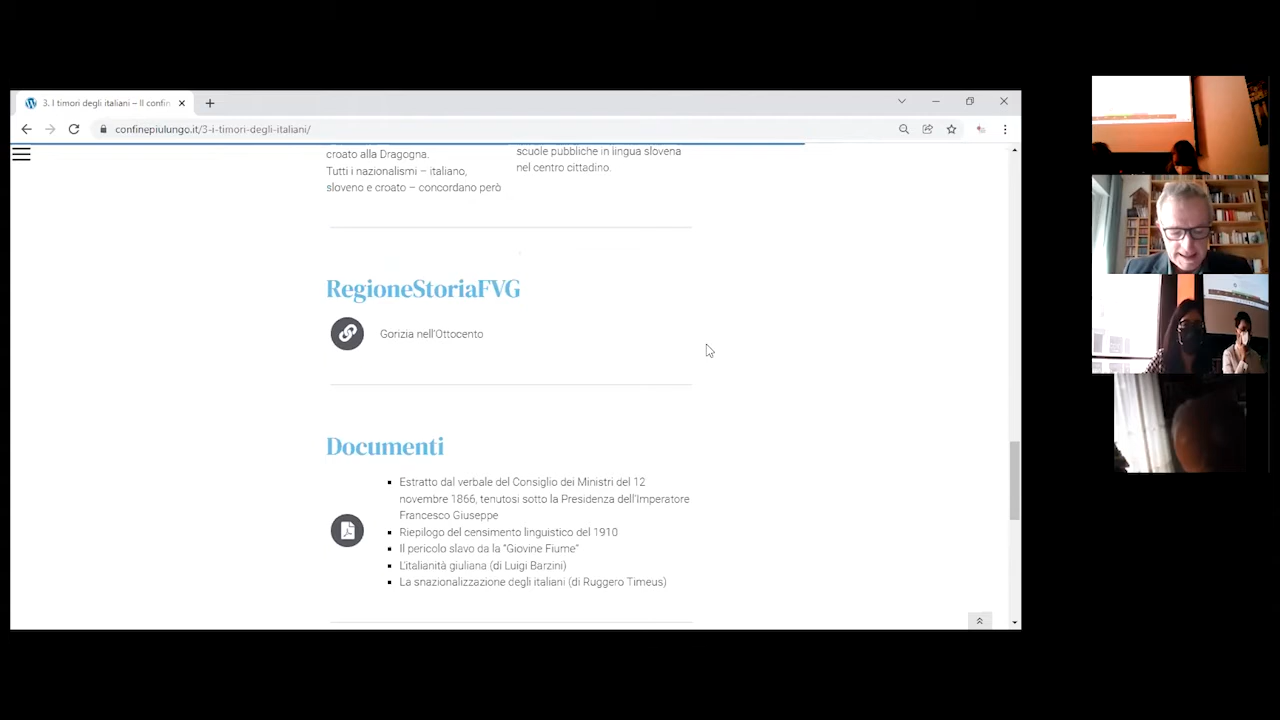 3. I timori degli italiani – Il confin
confinepiulungo.it/3-i-timori-degli-italiani/
croato alla Dragogna.
Tutti i nazionalismi – italiano,
sloveno e croato – concordano però
scuole pubbliche in lingua slovena
nel centro cittadino.
RegioneStoriaFVG
Gorizia nell'Ottocento
Documenti
Estratto dal verbale del Consiglio dei Ministri del 12
novembre 1866, tenutosi sotto la Presidenza dell'Imperatore
Francesco Giuseppe
Riepilogo del censimento linguistico del 1910
Il pericolo slavo da la "Giovine Fiume"
L'italianità giuliana (di Luigi Barzini)
La snazionalizzazione degli italiani (di Ruggero Timeus)